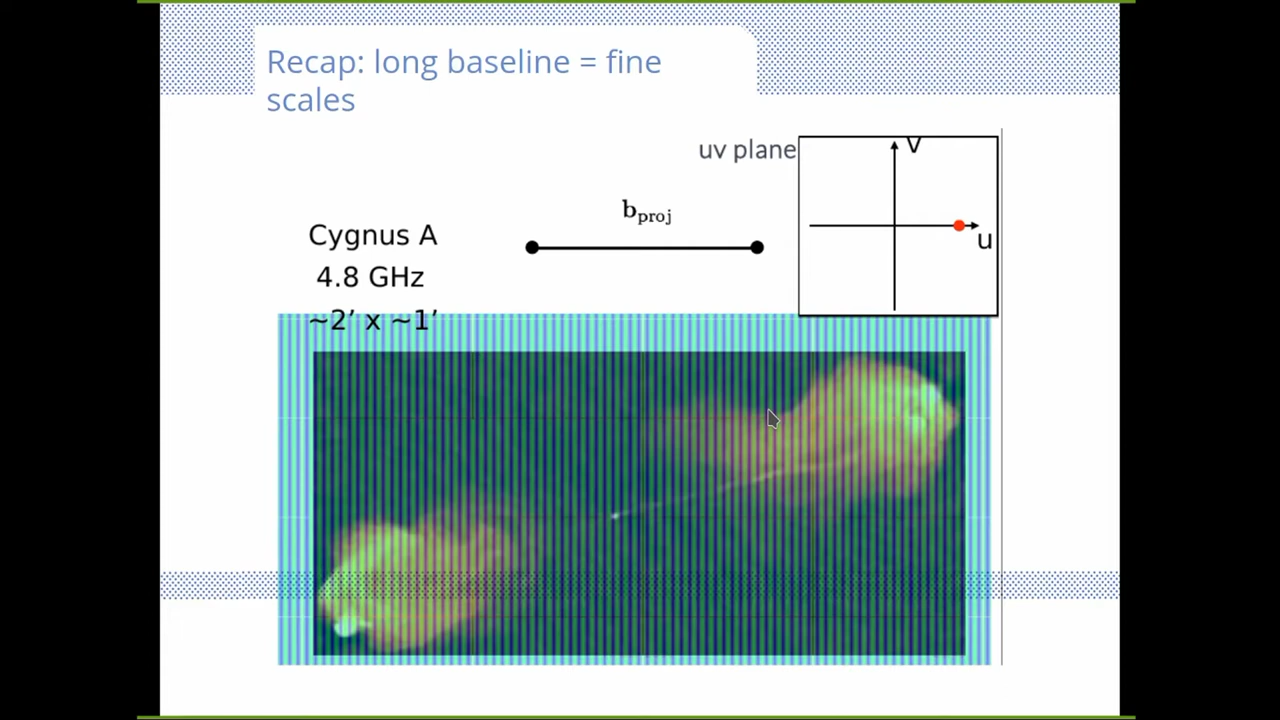 Recap: long baseline = fine
scales
uv plane
v
u
b_proj
Cygnus A
4.8 GHz
~2’ x ~1’